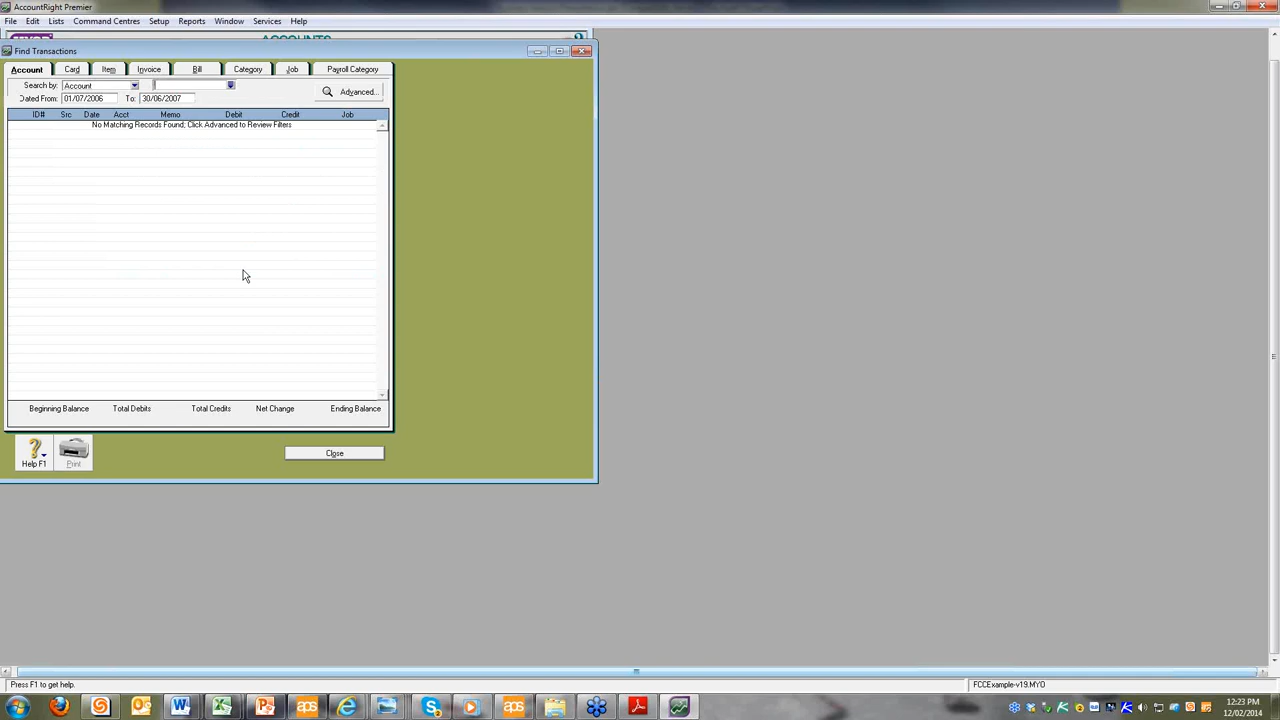 AccountRight Premier
File Edit Lists Command Centres Setup Reports Window Services Help
ACCOUNTS
Find Transactions
Account Card Item Invoice Bill Category Job Payroll Category
Search by: Account
Advanced...
Dated From: 01/07/2006 To: 30/06/2007
ID# Src Date Acct Memo Debit Credit Job
No Matching Records Found; Click Advanced to Review Filters
Beginning Balance Total Debits Total Credits Net Change Ending Balance
Help F1 Print Close
Press F1 to get help. FCCExample-v19.MYO
aps aps
12:23 PM
12/02/2014